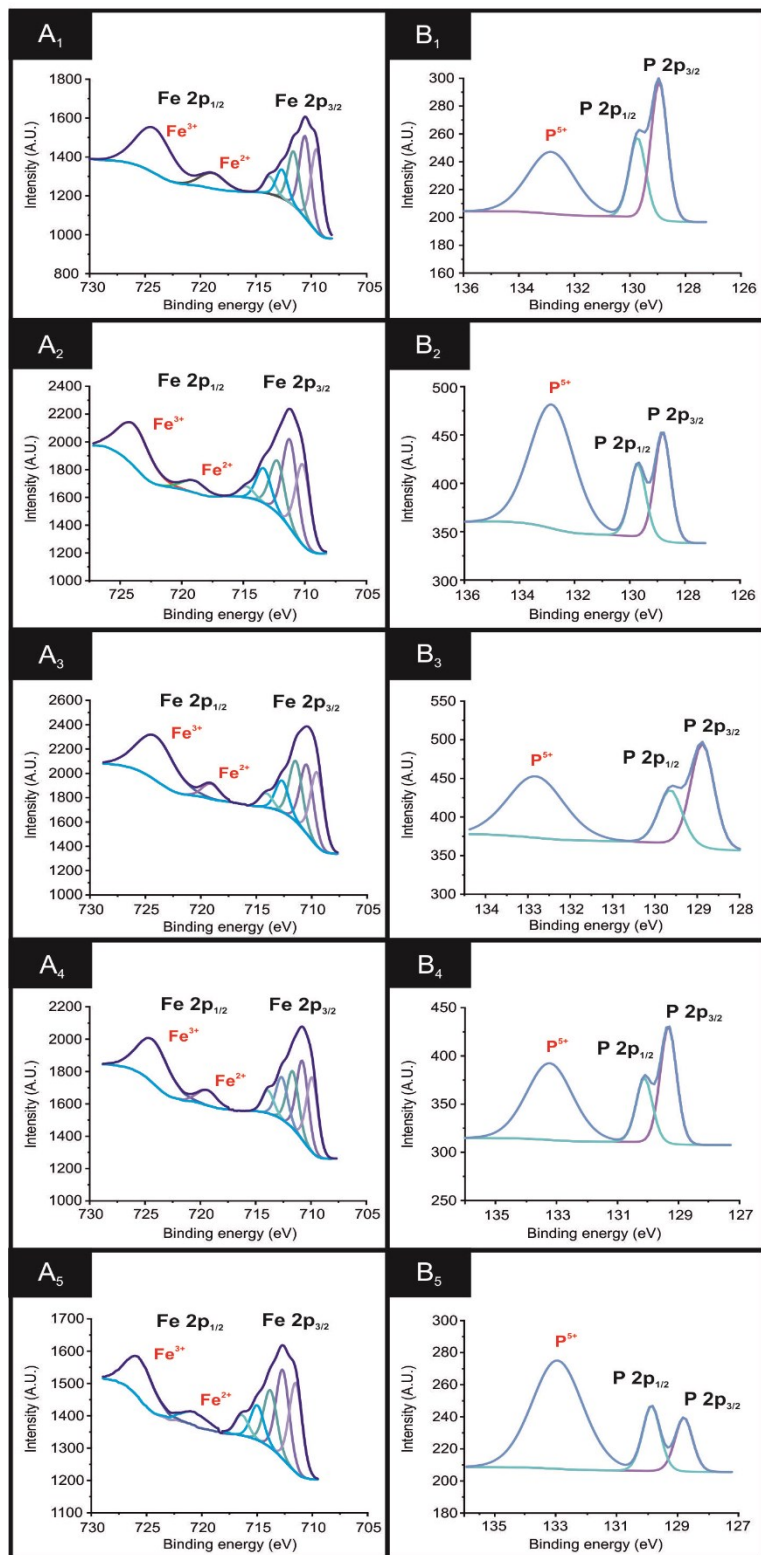 A₁
Fe 2p₁/₂
Fe 2p₃/₂
Fe³⁺
Fe²⁺
Intensity (A.U.)
1800
1600
1400
1200
1000
800
730 725 720 715 710 705
Binding energy (eV)
B₁
P 2p₃/₂
P 2p₁/₂
P⁵⁺
Intensity (A.U.)
300
280
260
240
220
200
180
160
136 134 132 130 128 126
Binding energy (eV)
A₂
Fe 2p₁/₂
Fe 2p₃/₂
Fe³⁺
Fe²⁺
Intensity (A.U.)
2400
2200
2000
1800
1600
1400
1200
1000
725 720 715 710 705
Binding energy (eV)
B₂
P⁵⁺
P 2p₁/₂
P 2p₃/₂
Intensity (A.U.)
500
450
400
350
300
136 134 132 130 128 126
Binding energy (eV)
A₃
Fe 2p₁/₂
Fe 2p₃/₂
Fe³⁺
Fe²⁺
Intensity (A.U.)
2600
2400
2200
2000
1800
1600
1400
1200
1000
730 725 720 715 710 705
Binding energy (eV)
B₃
P 2p₃/₂
P 2p₁/₂
P⁵⁺
Intensity (A.U.)
550
500
450
400
350
300
134 133 132 131 130 129 128
Binding energy (eV)
A₄
Fe 2p₁/₂
Fe 2p₃/₂
Fe³⁺
Fe²⁺
Intensity (A.U.)
2200
2000
1800
1600
1400
1200
1000
730 725 720 715 710 705
Binding energy (eV)
B₄
P 2p₃/₂
P 2p₁/₂
P⁵⁺
Intensity (A.U.)
450
400
350
300
250
135 133 131 129 127
Binding energy (eV)
A₅
Fe 2p₁/₂
Fe 2p₃/₂
Fe³⁺
Fe²⁺
Intensity (A.U.)
1700
1600
1500
1400
1300
1200
1100
730 725 720 715 710 705
Binding energy (eV)
B₅
P⁵⁺
P 2p₁/₂
P 2p₃/₂
Intensity (A.U.)
300
280
260
240
220
200
180
135 133 131 129 127
Binding energy (eV)